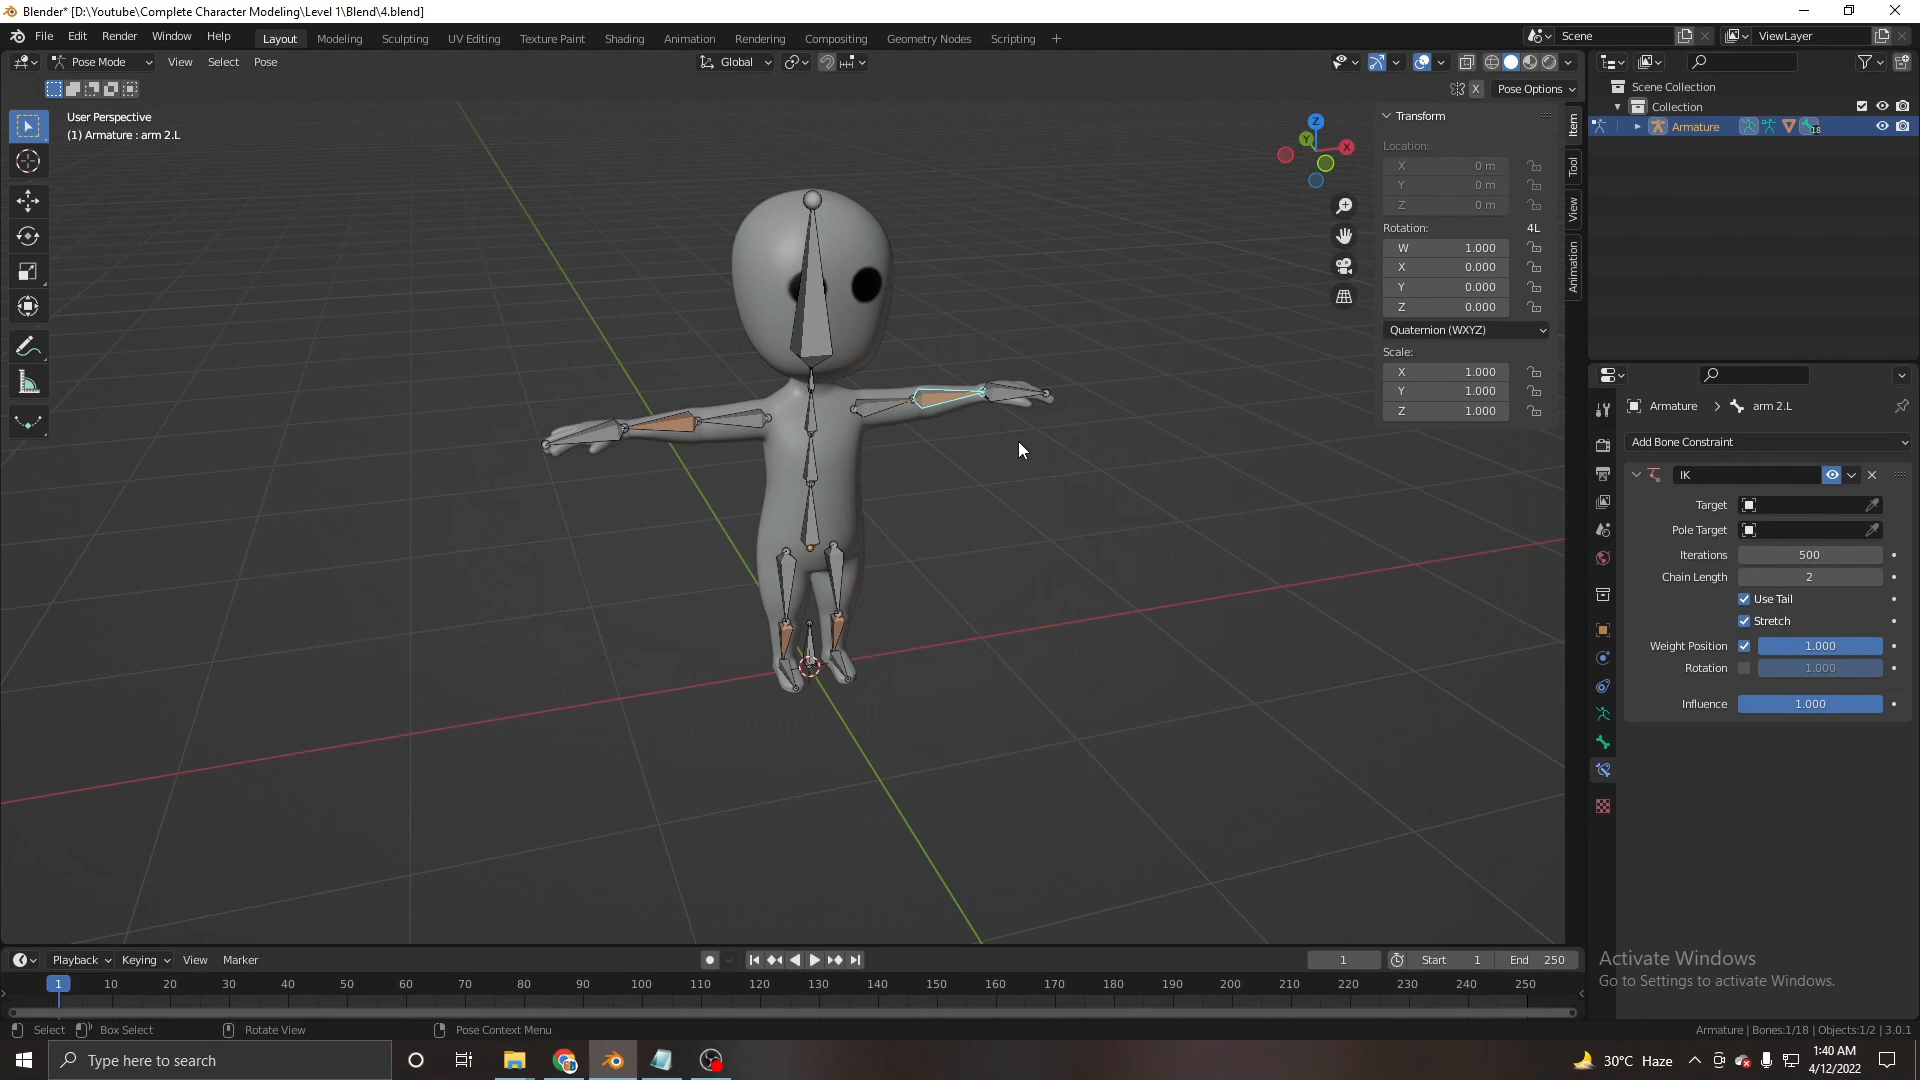 Blender* [D:\Youtube\Complete Character Modeling\Level 1\Blend\4.blend]
File Edit Render Window Help Layout Modeling Sculpting UV Editing Texture Paint Shading Animation Rendering Compositing Geometry Nodes Scripting + Scene ViewLayer
Pose Mode View Select Pose Global
X Pose Options
User Perspective
(1) Armature : arm 2.L
Z
Y
X
Transform
Location:
X 0 m
Y 0 m
Z 0 m
Rotation: 4L
W 1.000
X 0.000
Y 0.000
Z 0.000
Quaternion (WXYZ)
Scale:
X 1.000
Y 1.000
Z 1.000
Item
Tool
View
Animation
Scene Collection
Collection
Armature 18
Armature > arm 2.L
Add Bone Constraint
IK
Target
Pole Target
Iterations 500
Chain Length 2
Use Tail
Stretch
Weight Position 1.000
Rotation 1.000
Influence 1.000
Activate Windows
Go to Settings to activate Windows.
Playback Keying View Marker 1 Start 1 End 250
1 10 20 30 40 50 60 70 80 90 100 110 120 130 140 150 160 170 180 190 200 210 220 230 240 250
Select Box Select Rotate View Pose Context Menu Armature | Bones:1/18 | Objects:1/2 | 3.0.1
Type here to search 30°C Haze 1:40 AM
4/12/2022